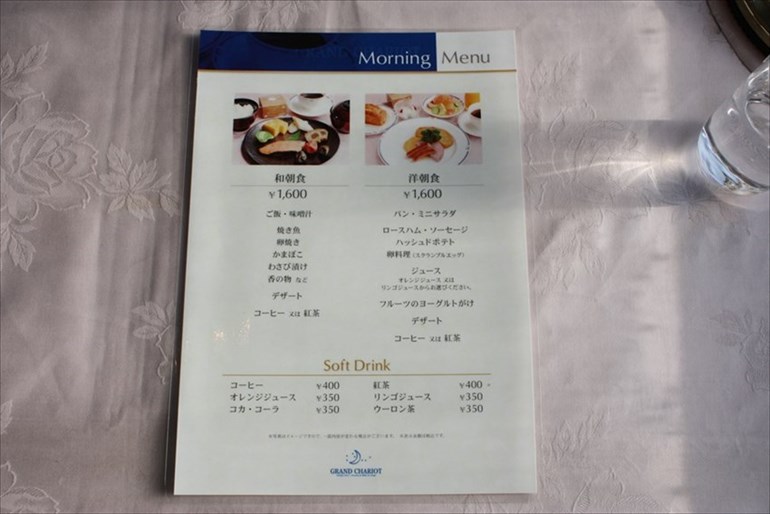 Morning Menu
和朝食
¥1,600
ご飯・味噌汁
焼き魚
卵焼き
かまぼこ
わさび漬け
香の物 など
デザート
コーヒー 又は 紅茶
洋朝食
¥1,600
パン・ミニサラダ
ロースハム・ソーセージ
ハッシュドポテト
卵料理（スクランブルエッグ）
ジュース
オレンジジュース 又は
リンゴジュースからお選びください。
フルーツのヨーグルトがけ
デザート
コーヒー 又は 紅茶
Soft Drink
コーヒー ¥400 紅茶 ¥400
オレンジジュース ¥350 リンゴジュース ¥350
コカ・コーラ ¥350 ウーロン茶 ¥350
GRAND CHARIOT